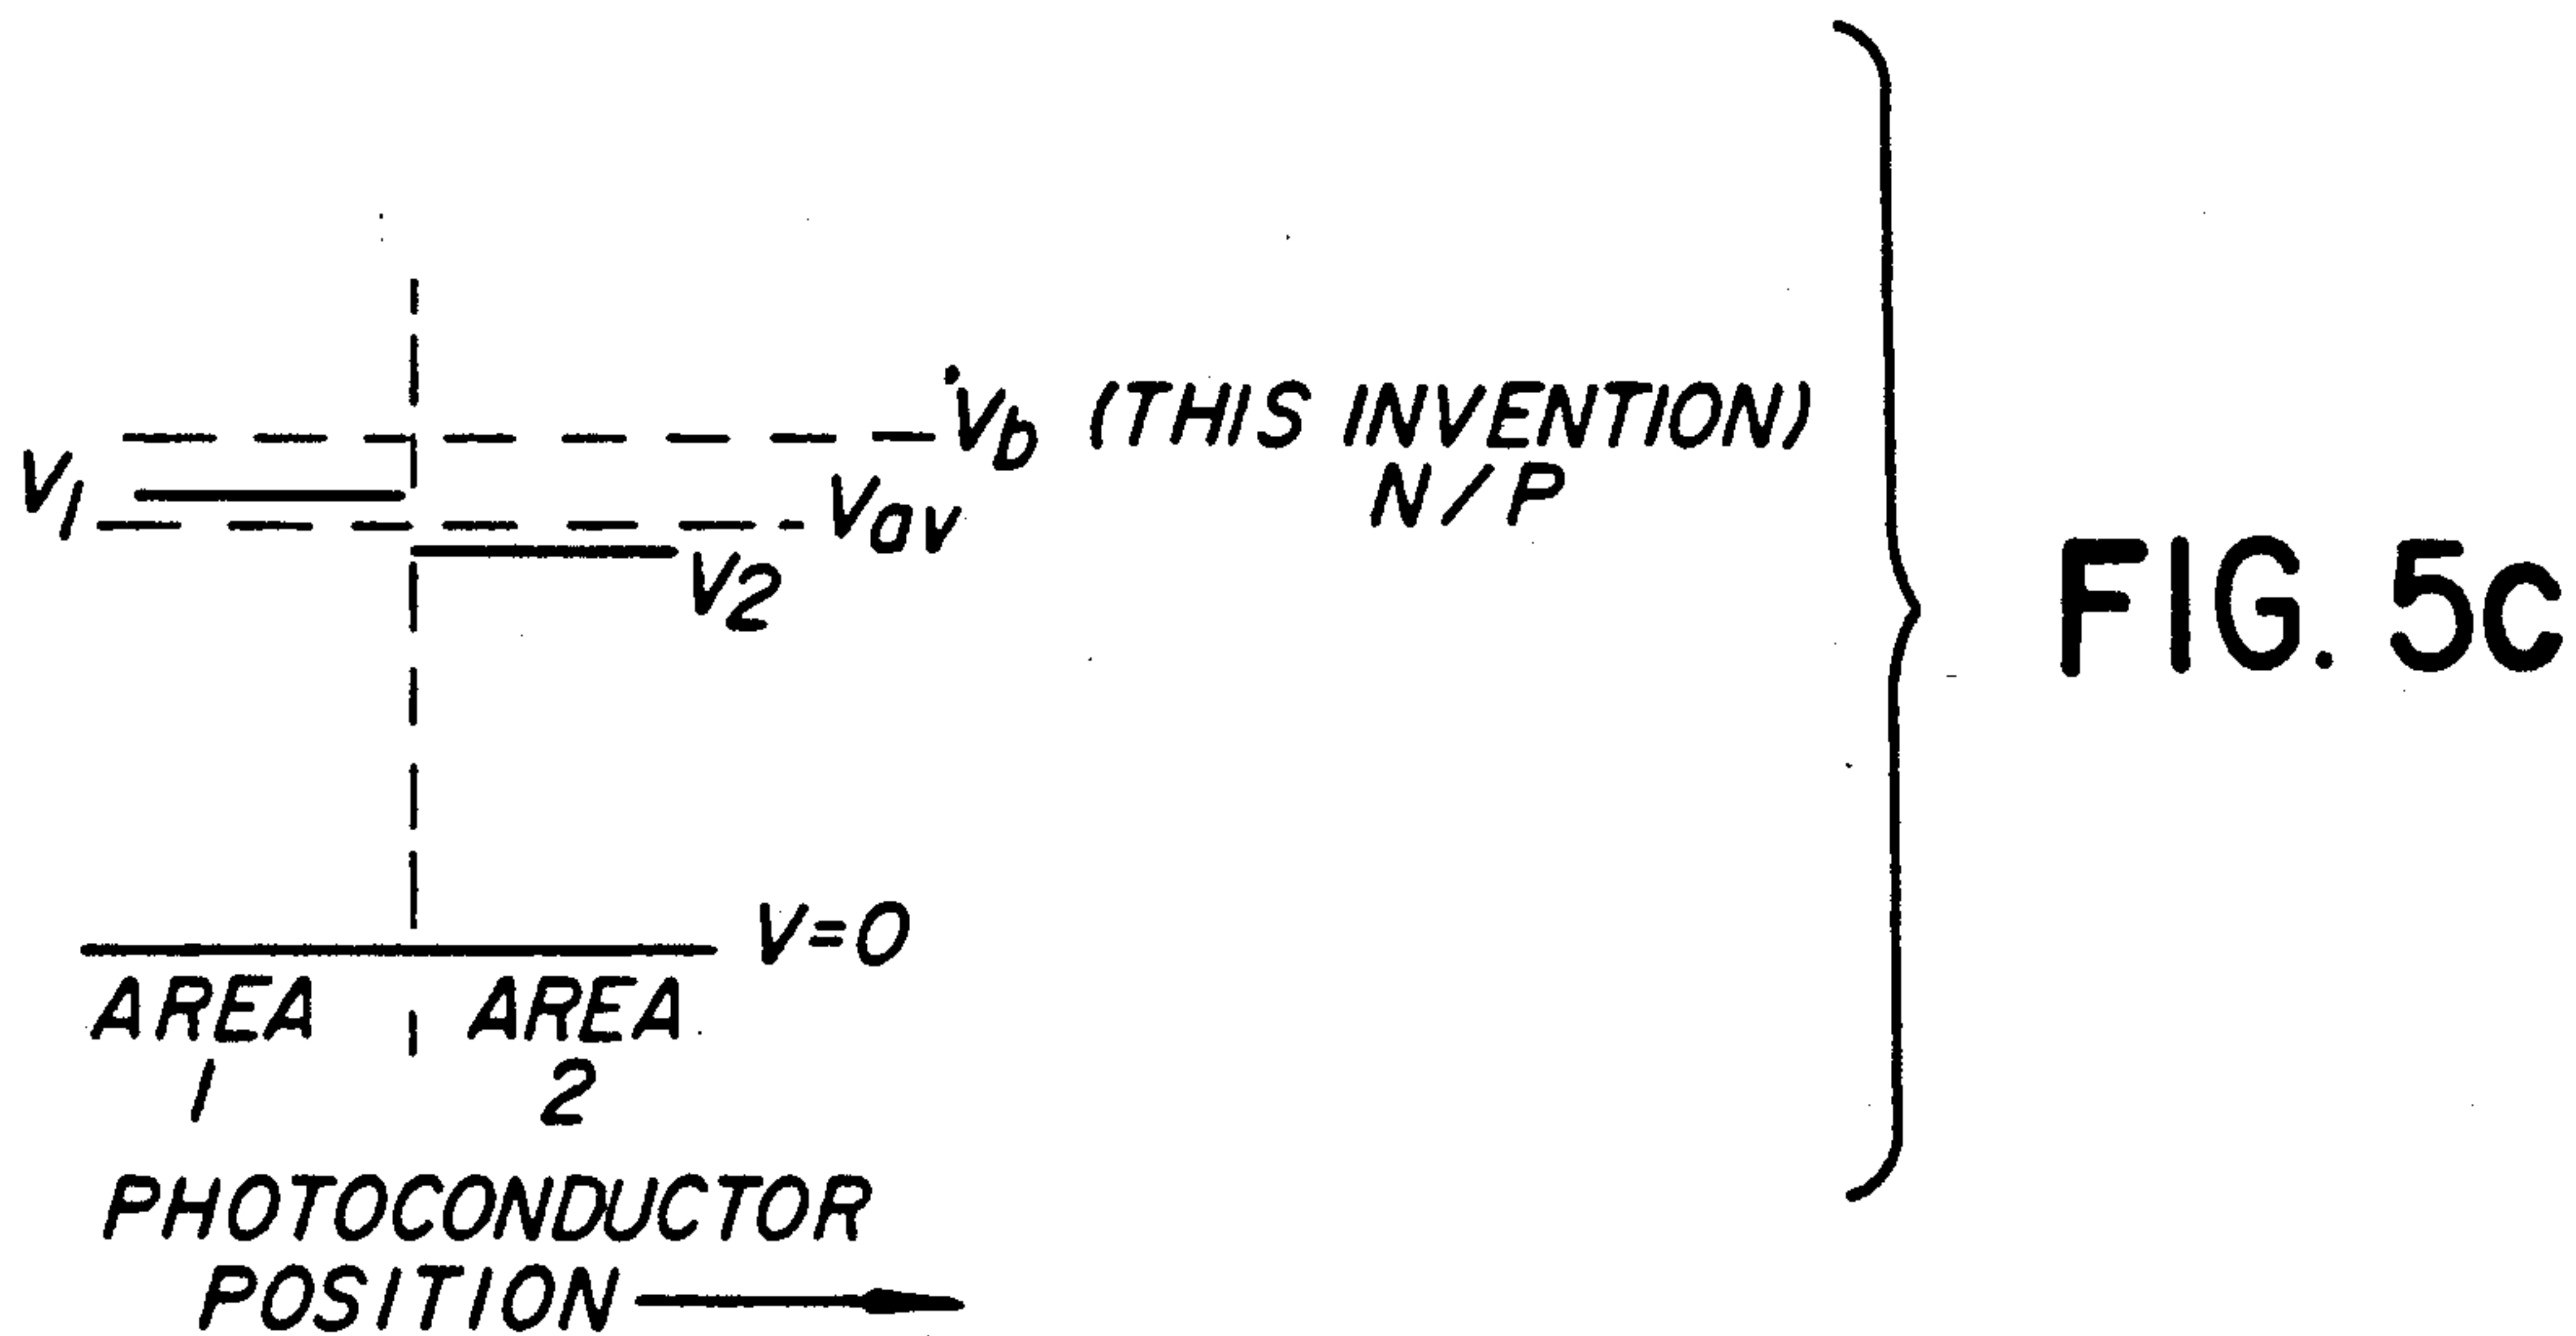 Vb (THIS INVENTION)
N/P
V1
Vav
V2
V=0
AREA AREA
1 2
PHOTOCONDUCTOR
POSITION
FIG. 5c